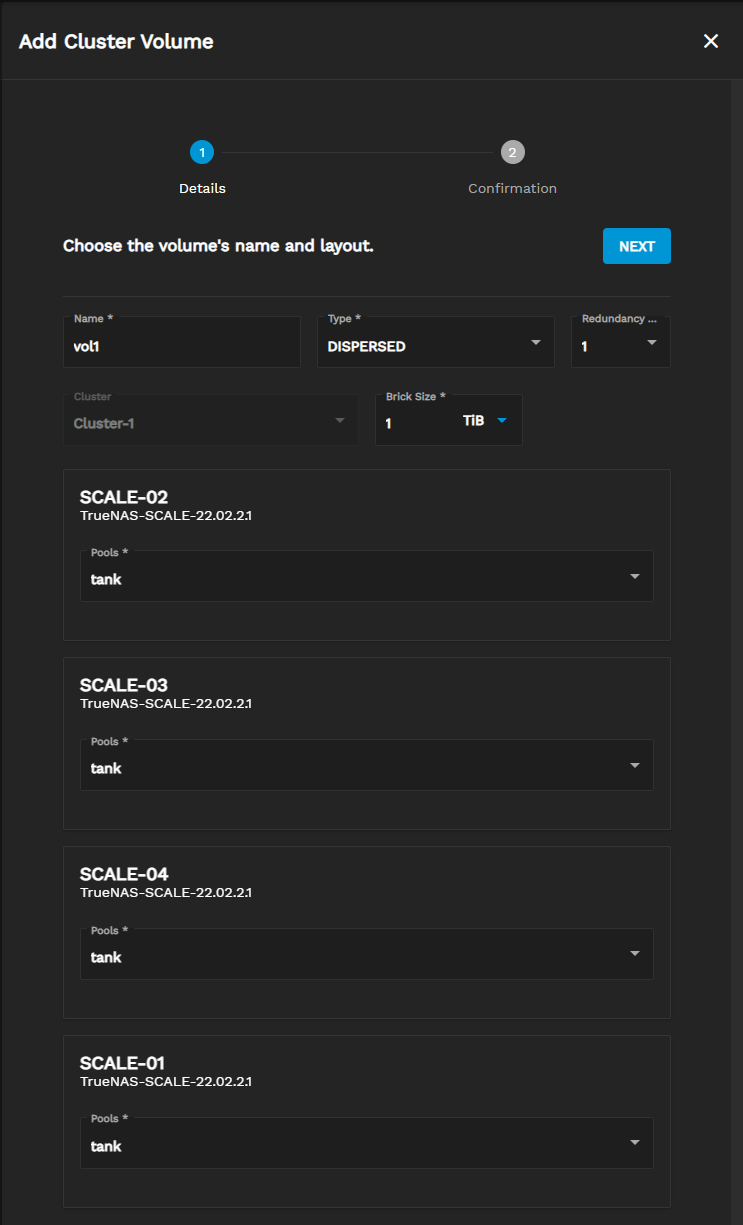 Add Cluster Volume
1
2
Details
Confirmation
Choose the volume's name and layout.
NEXT
Name *
Type *
Redundancy ...
vol1
DISPERSED
1
Cluster
Brick Size *
Cluster-1
1
TiB
SCALE-02
TrueNAS-SCALE-22.02.2.1
Pools *
tank
SCALE-03
TrueNAS-SCALE-22.02.2.1
Pools *
tank
SCALE-04
TrueNAS-SCALE-22.02.2.1
Pools *
tank
SCALE-01
TrueNAS-SCALE-22.02.2.1
Pools *
tank